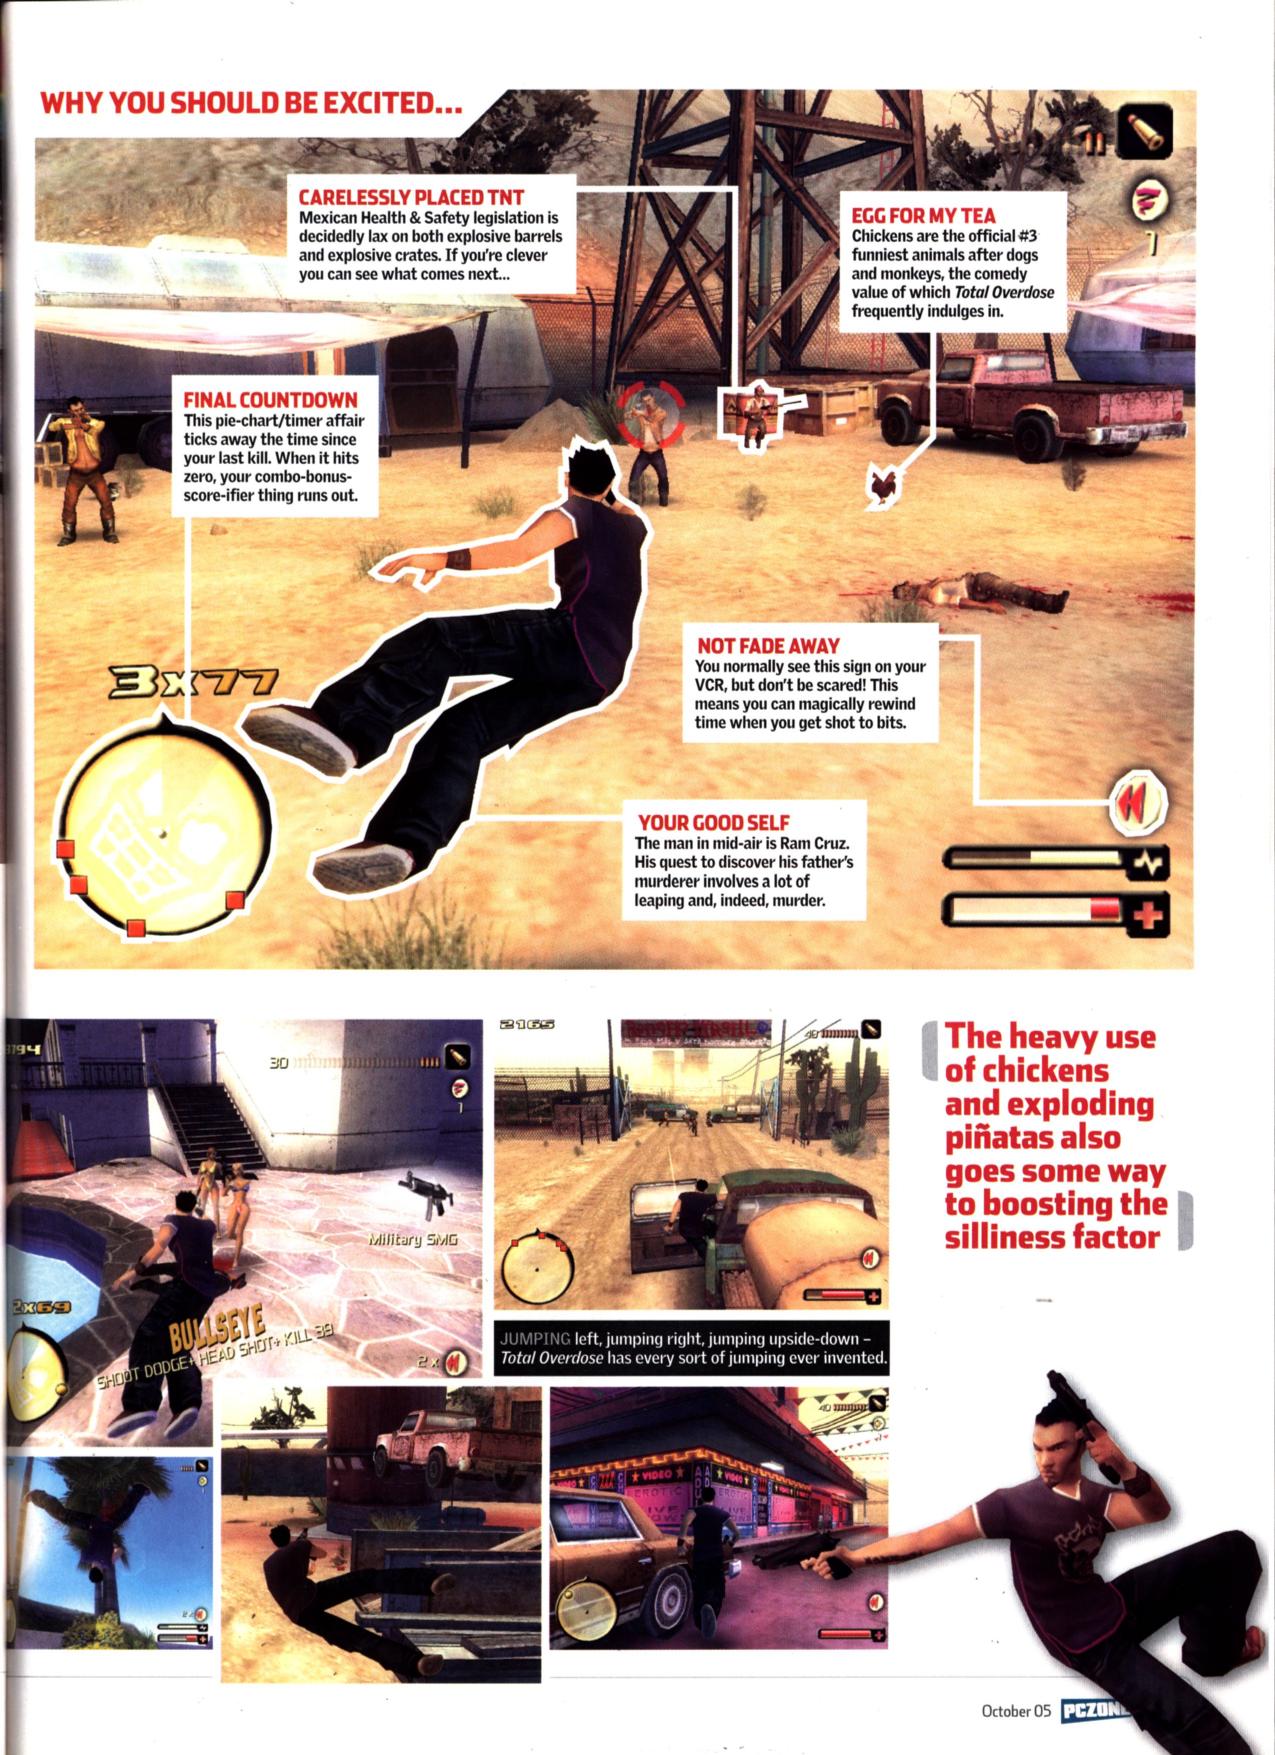 WHY YOU SHOULD BE EXCITED...
CARELESSLY PLACED TNT
Mexican Health & Safety legislation is
decidedly lax on both explosive barrels
and explosive crates. If you're clever
you can see what comes next...
EGG FOR MY TEA
Chickens are the official #3
funniest animals after dogs
and monkeys, the comedy
value of which Total Overdose
frequently indulges in.
1
FINAL COUNTDOWN
This pie-chart/timer affair
ticks away the time since
your last kill. When it hits
zero, your combo-bonus-
score-ifier thing runs out.
3x77
NOT FADE AWAY
You normally see this sign on your
VCR, but don't be scared! This
means you can magically rewind
time when you get shot to bits.
YOUR GOOD SELF
The man in mid-air is Ram Cruz.
His quest to discover his father's
murderer involves a lot of
leaping and, indeed, murder.
30
1
Military SMG
2x69
BULLSEYE
SHOOT DODGE+ HEAD SHOT+ KILL 39
2 x
2165
JUMPING left, jumping right, jumping upside-down –
Total Overdose has every sort of jumping ever invented.
The heavy use
of chickens
and exploding
piñatas also
goes some way
to boosting the
silliness factor
VIDEO
VIDEO
EROTIC
LIVE
October 05 PCZONE